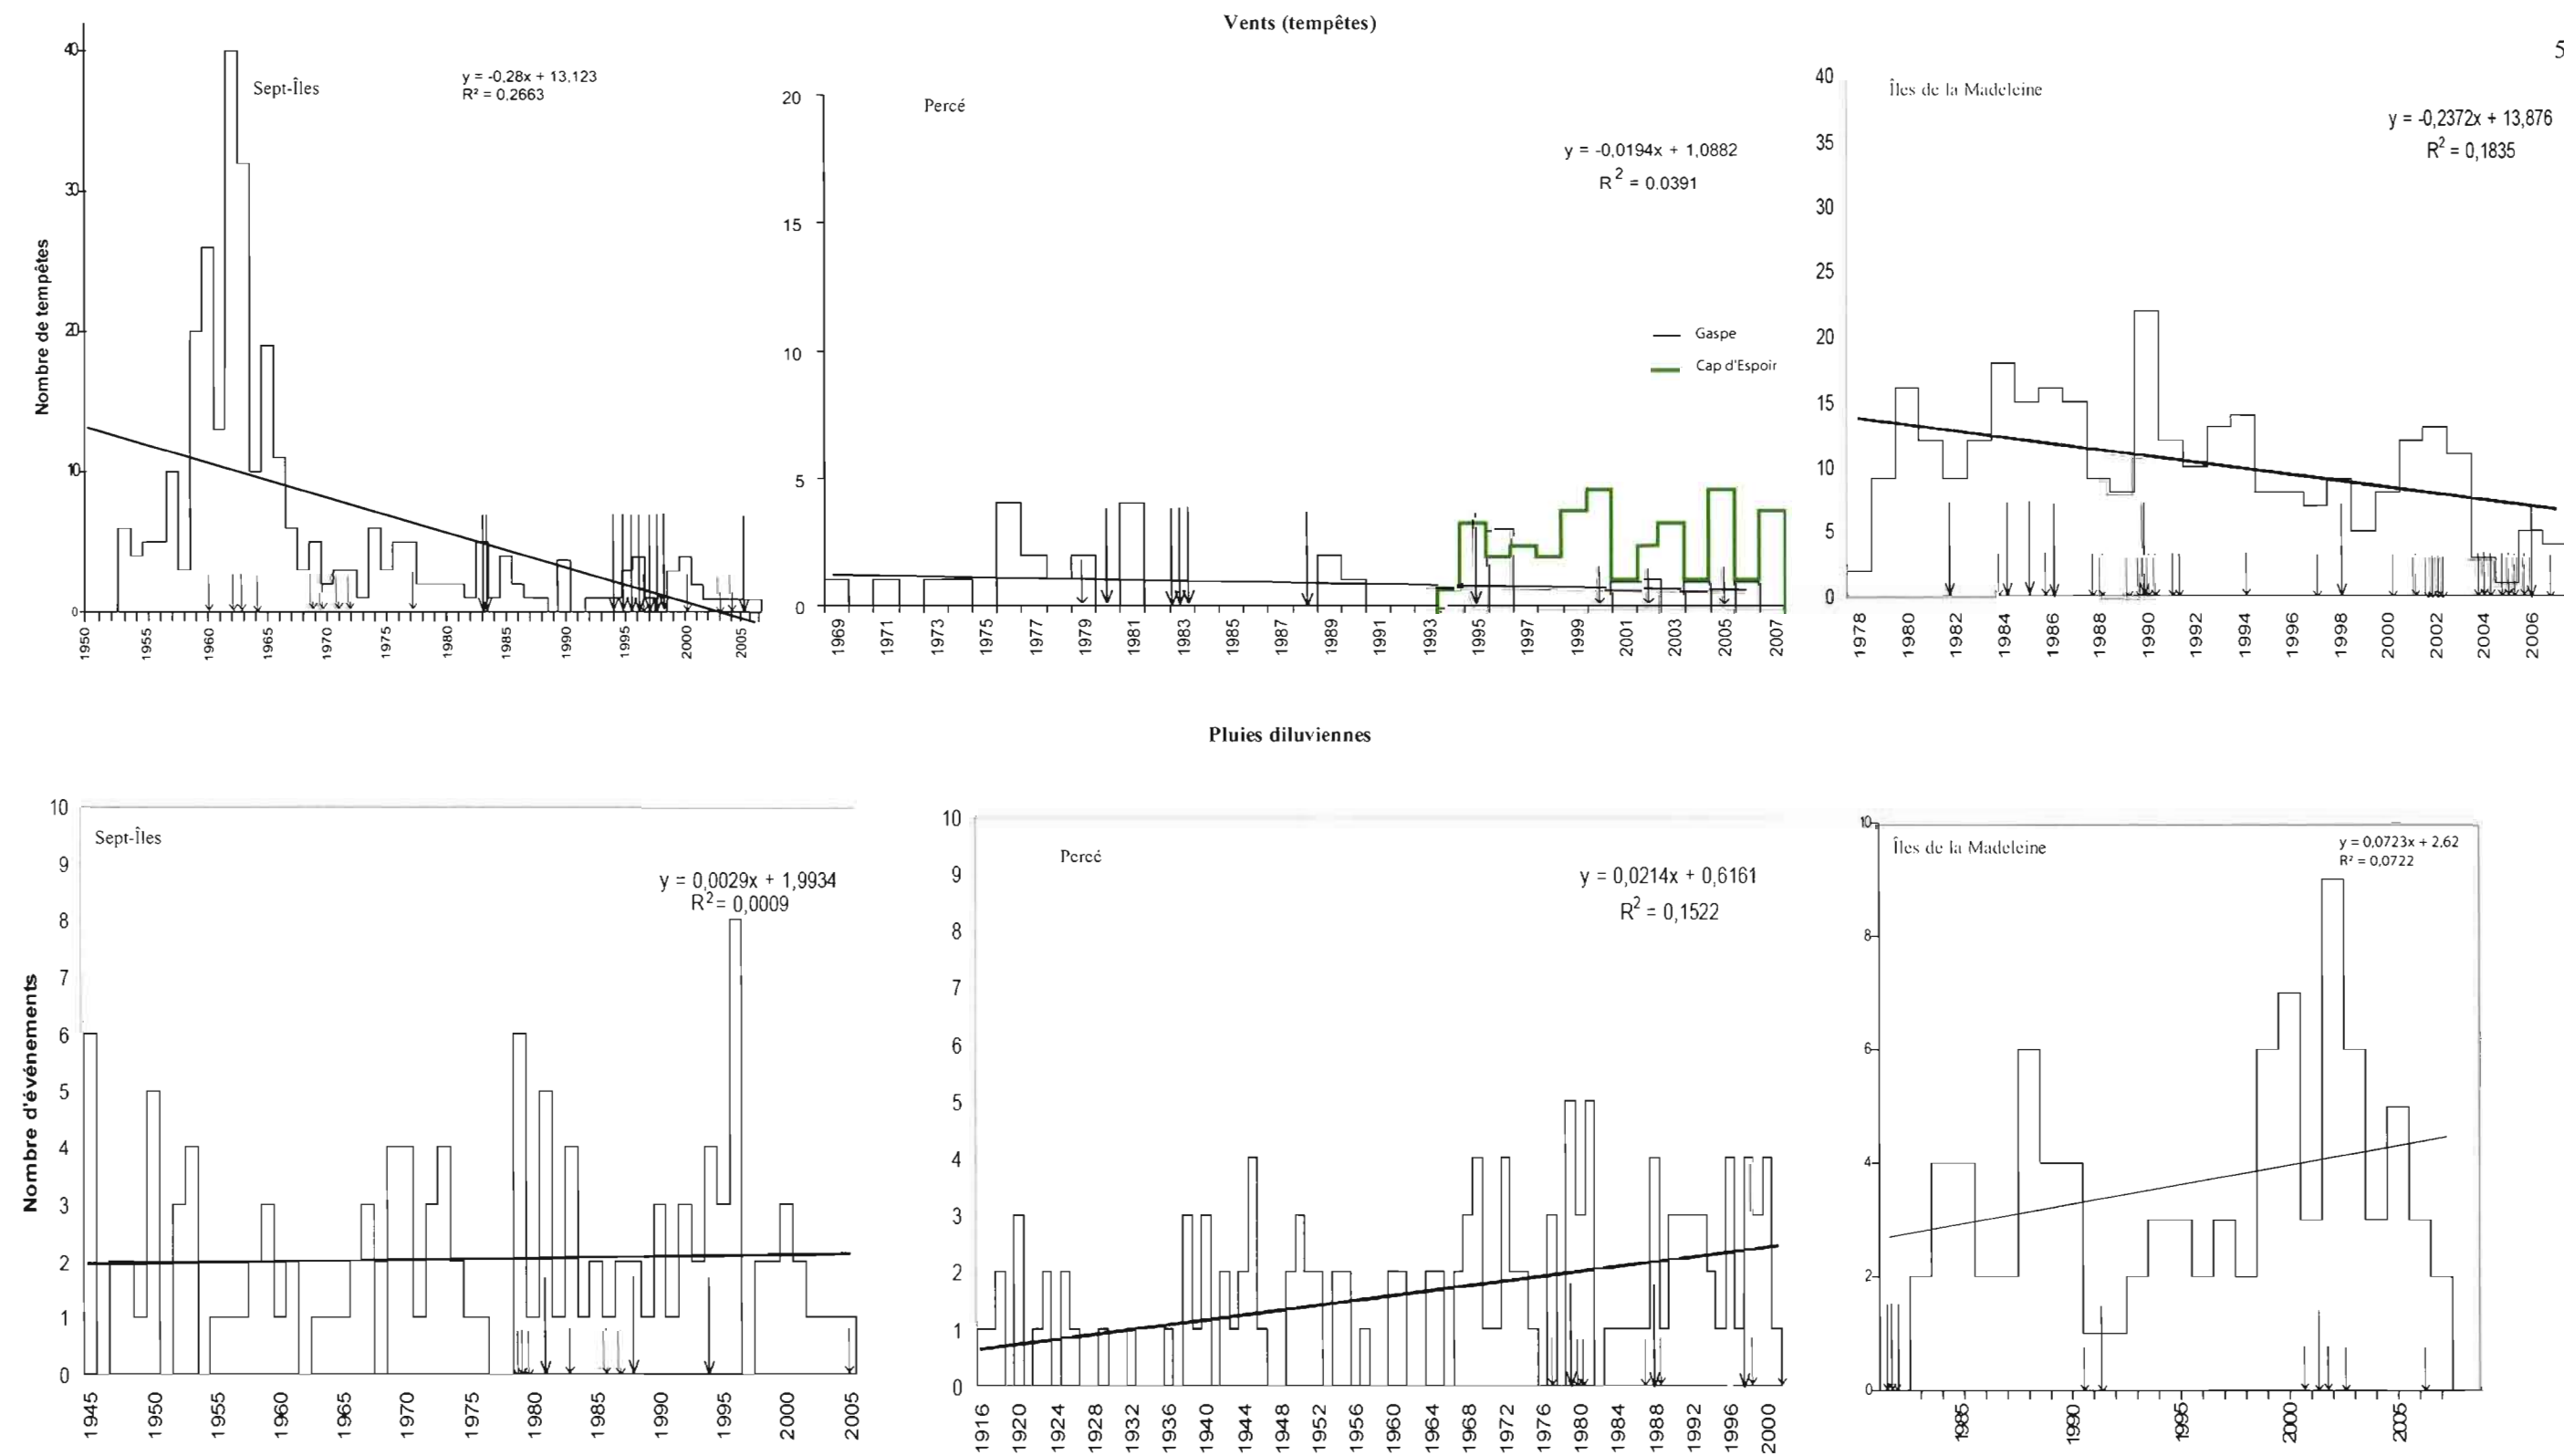 Vents (tempêtes)
5
Nombre de tempêtes
40
30
20
10
0
Sept-Îles
y = -0,28x + 13,123
R² = 0.2663
1950 1955 1960 1965 1970 1975 1980 1985 1990 1995 2000 2005
20
15
10
5
0
Percé
y = -0,0194x + 1,0882
R² = 0.0391
Gaspe
Cap d'Espoir
1969 1971 1973 1975 1977 1979 1981 1983 1985 1987 1989 1991 1993 1995 1997 1999 2001 2003 2005 2007
40
35
30
25
20
15
10
5
0
Îles de la Madeleine
y = -0,2372x + 13,876
R² = 0,1835
1978 1980 1982 1984 1986 1988 1990 1992 1994 1996 1998 2000 2002 2004 2006
Pluies diluviennes
Nombre d'événements
10
9
8
7
6
5
4
3
2
1
0
Sept-Îles
y = 0,0029x + 1,9934
R² = 0,0009
1945 1950 1955 1960 1965 1970 1975 1980 1985 1990 1995 2000 2005
10
9
8
7
6
5
4
3
2
1
0
Percé
y = 0,0214x + 0,6161
R² = 0,1522
1916 1920 1924 1928 1932 1936 1940 1944 1948 1952 1956 1960 1964 1968 1972 1976 1980 1984 1988 1992 1996 2000
10
8
6
4
2
0
Îles de la Madeleine
y = 0,0723x + 2,62
R² = 0,0722
1985 1990 1995 2000 2005